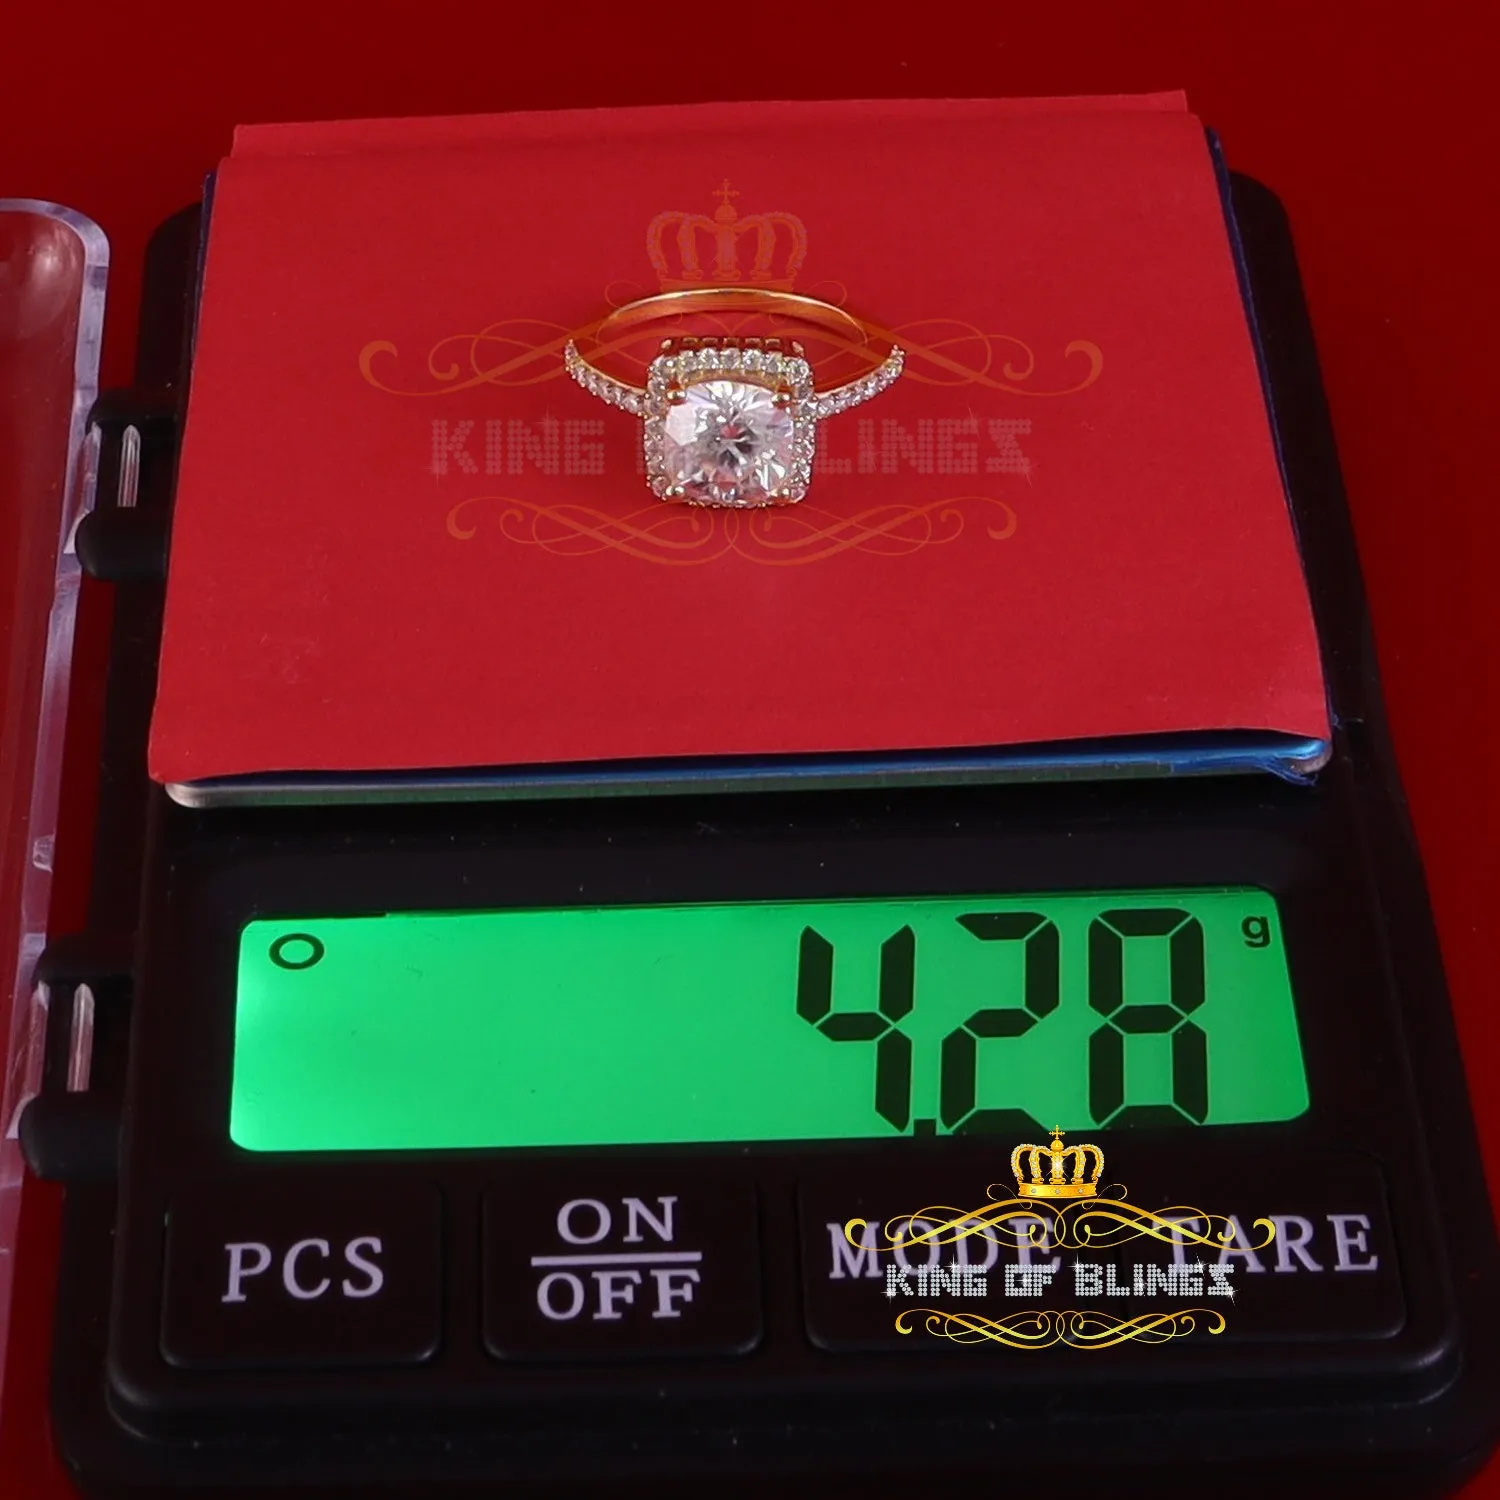 KING OF BLINGS
4.28 g
PCS
ON
OFF
MODE
TARE
KING OF BLINGS